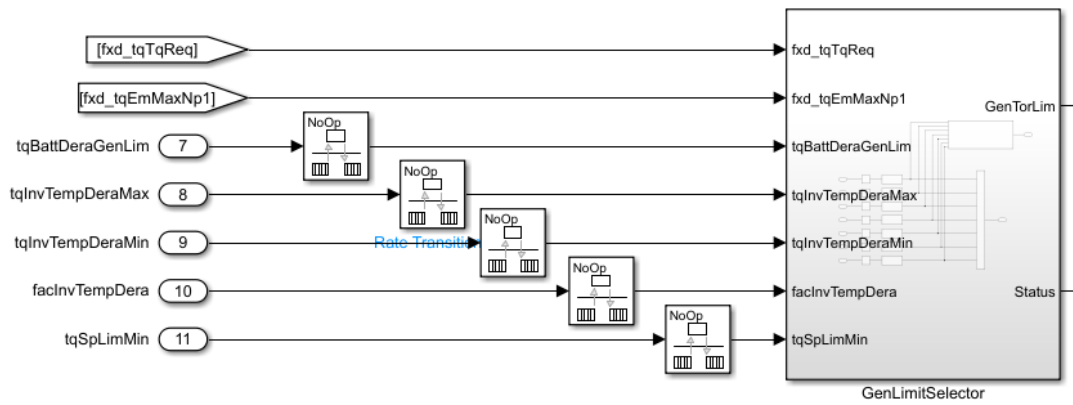 [fxd_tqTqReq]
fxd_tqTqReq
[fxd_tqEmMaxNp1]
fxd_tqEmMaxNp1
GenTorLim
NoOp
tqBattDeraGenLim
7
tqBattDeraGenLim
NoOp
tqInvTempDeraMax
8
tqInvTempDeraMax
NoOp
tqInvTempDeraMin
9
Rate Transition
tqInvTempDeraMin
NoOp
facInvTempDera
10
facInvTempDera
Status
NoOp
tqSpLimMin
11
tqSpLimMin
GenLimitSelector